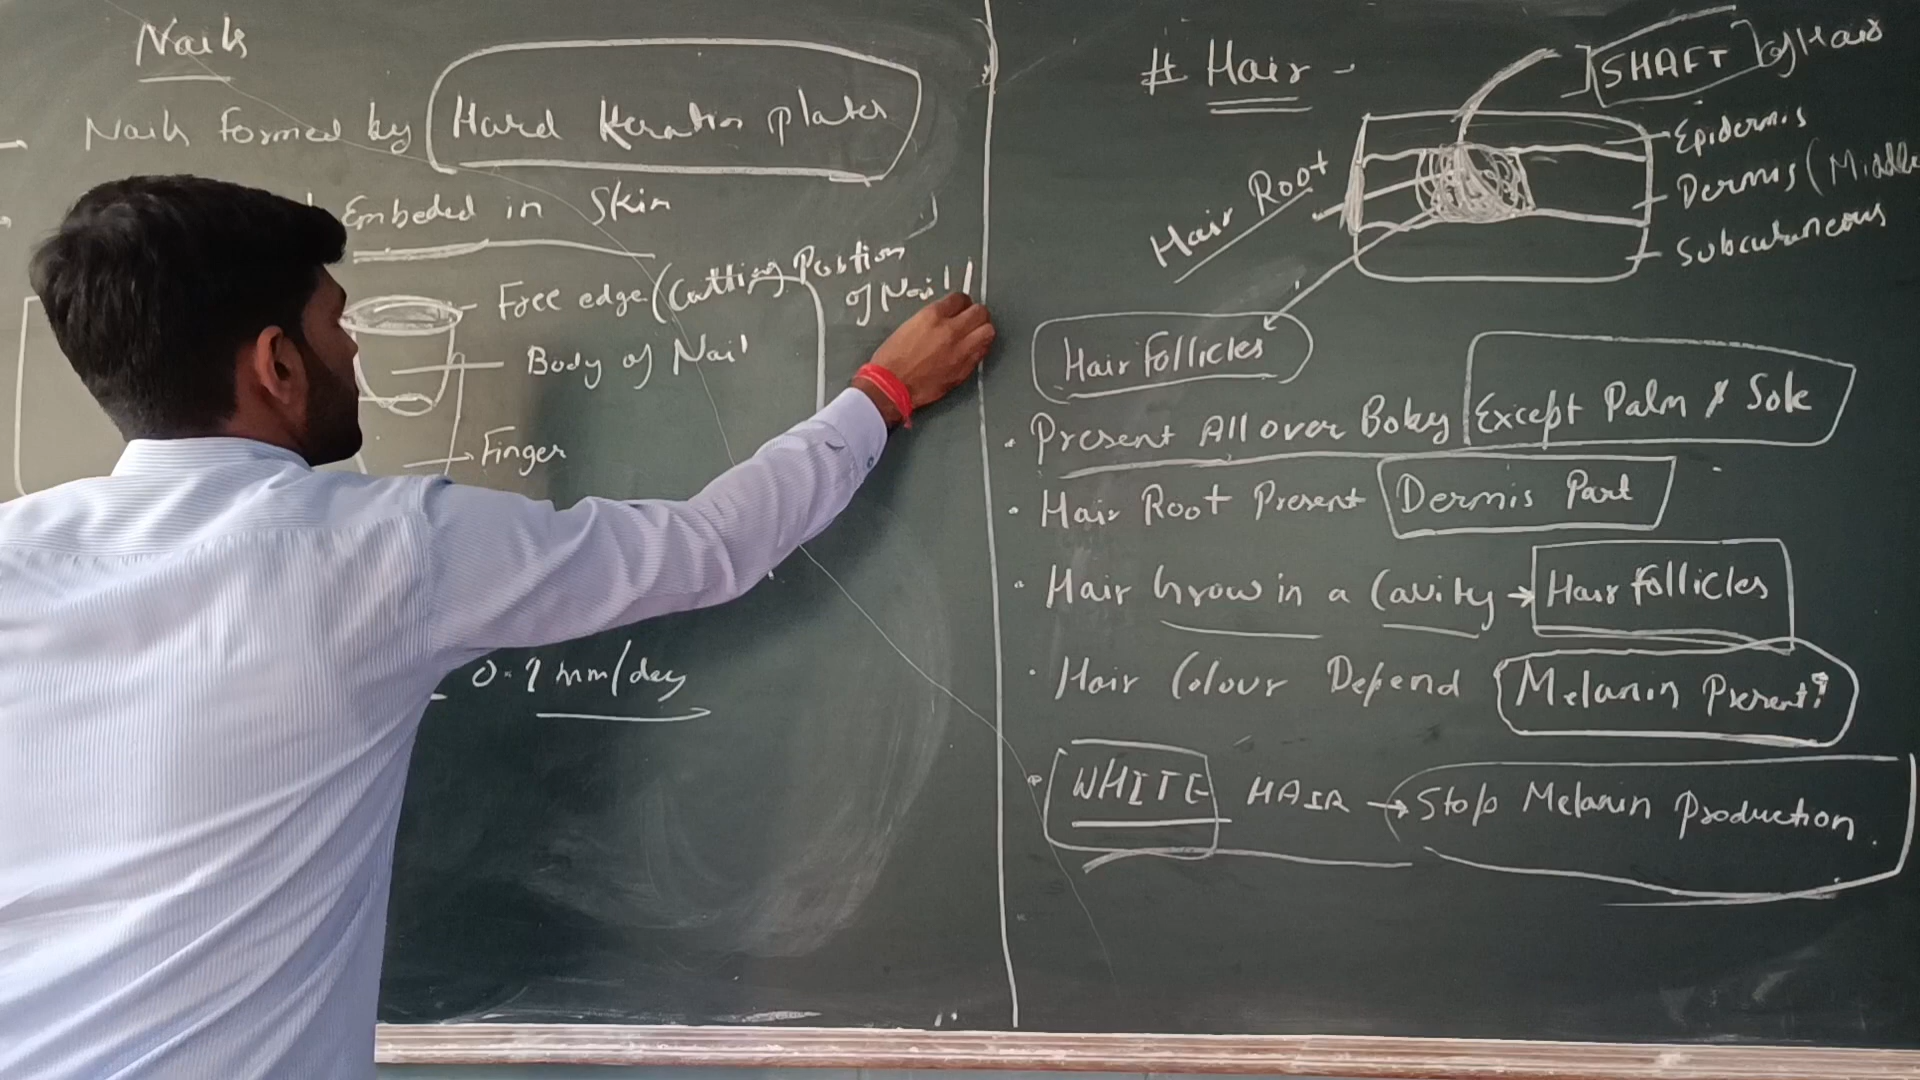 Nails
Nails formed by Hard Keratin plates
Embeded in Skin
Free edge (Cutting Portion
of Nail)
Body of Nail
Finger
0.1 mm/day
# Hair -
SHAFT of Hair
Epidermis
Dermis (Middle
Subcutuneous
Hair Root
Hair Follicles
• Present All over Boby Except Palm & Sole
• Hair Root Present Dermis Part
• Hair Grow in a Cavity → Hair follicles
• Hair Colour Depend Melanin Present
• WHITE HAIR → Stop Melanin Production.